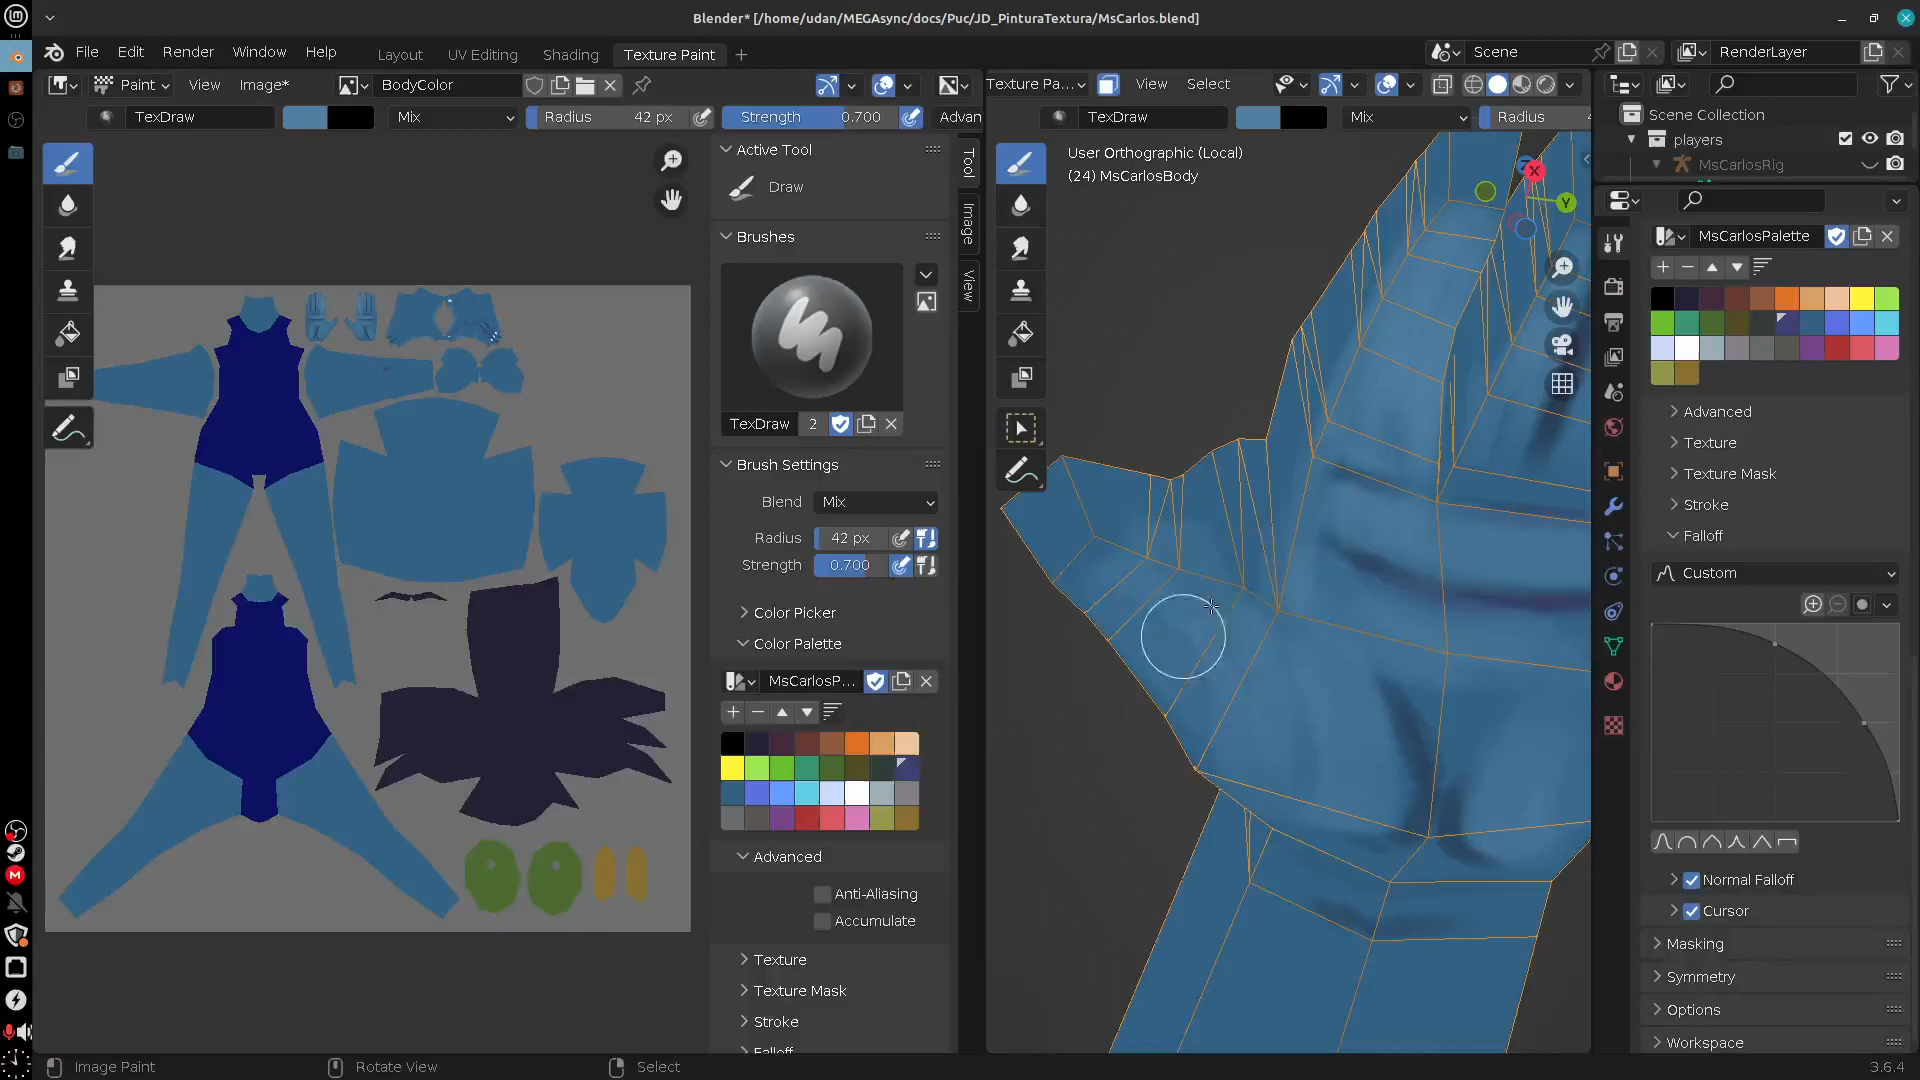 Blender* [/home/udan/MEGAsync/docs/Puc/JD_PinturaTextura/MsCarlos.blend]
File Edit Render Window Help Layout UV Editing Shading Texture Paint + Scene RenderLayer
Paint View Image* BodyColor
Texture Pa... View Select
TexDraw Mix Radius 42 px Strength 0.700 Advan
TexDraw Mix Radius 4
Scene Collection
players
MsCarlosRig
User Orthographic (Local)
(24) MsCarlosBody
X
Y
Tool
Image
View
Active Tool
Draw
Brushes
TexDraw 2
Brush Settings
Blend Mix
Radius 42 px
Strength 0.700
Color Picker
Color Palette
MsCarlosP...
Advanced
Anti-Aliasing
Accumulate
Texture
Texture Mask
Stroke
Falloff
MsCarlosPalette
Advanced
Texture
Texture Mask
Stroke
Falloff
Custom
Normal Falloff
Cursor
Masking
Symmetry
Options
Workspace
Image Paint Rotate View Select 3.6.4